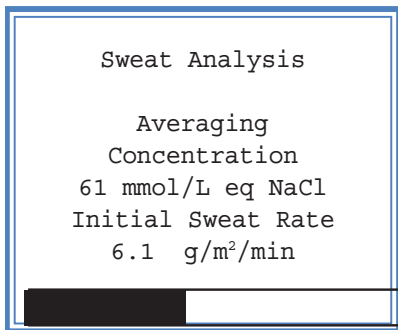 Sweat Analysis
Averaging
Concentration
61 mmol/L eq NaCl
Initial Sweat Rate
6.1 g/m²/min